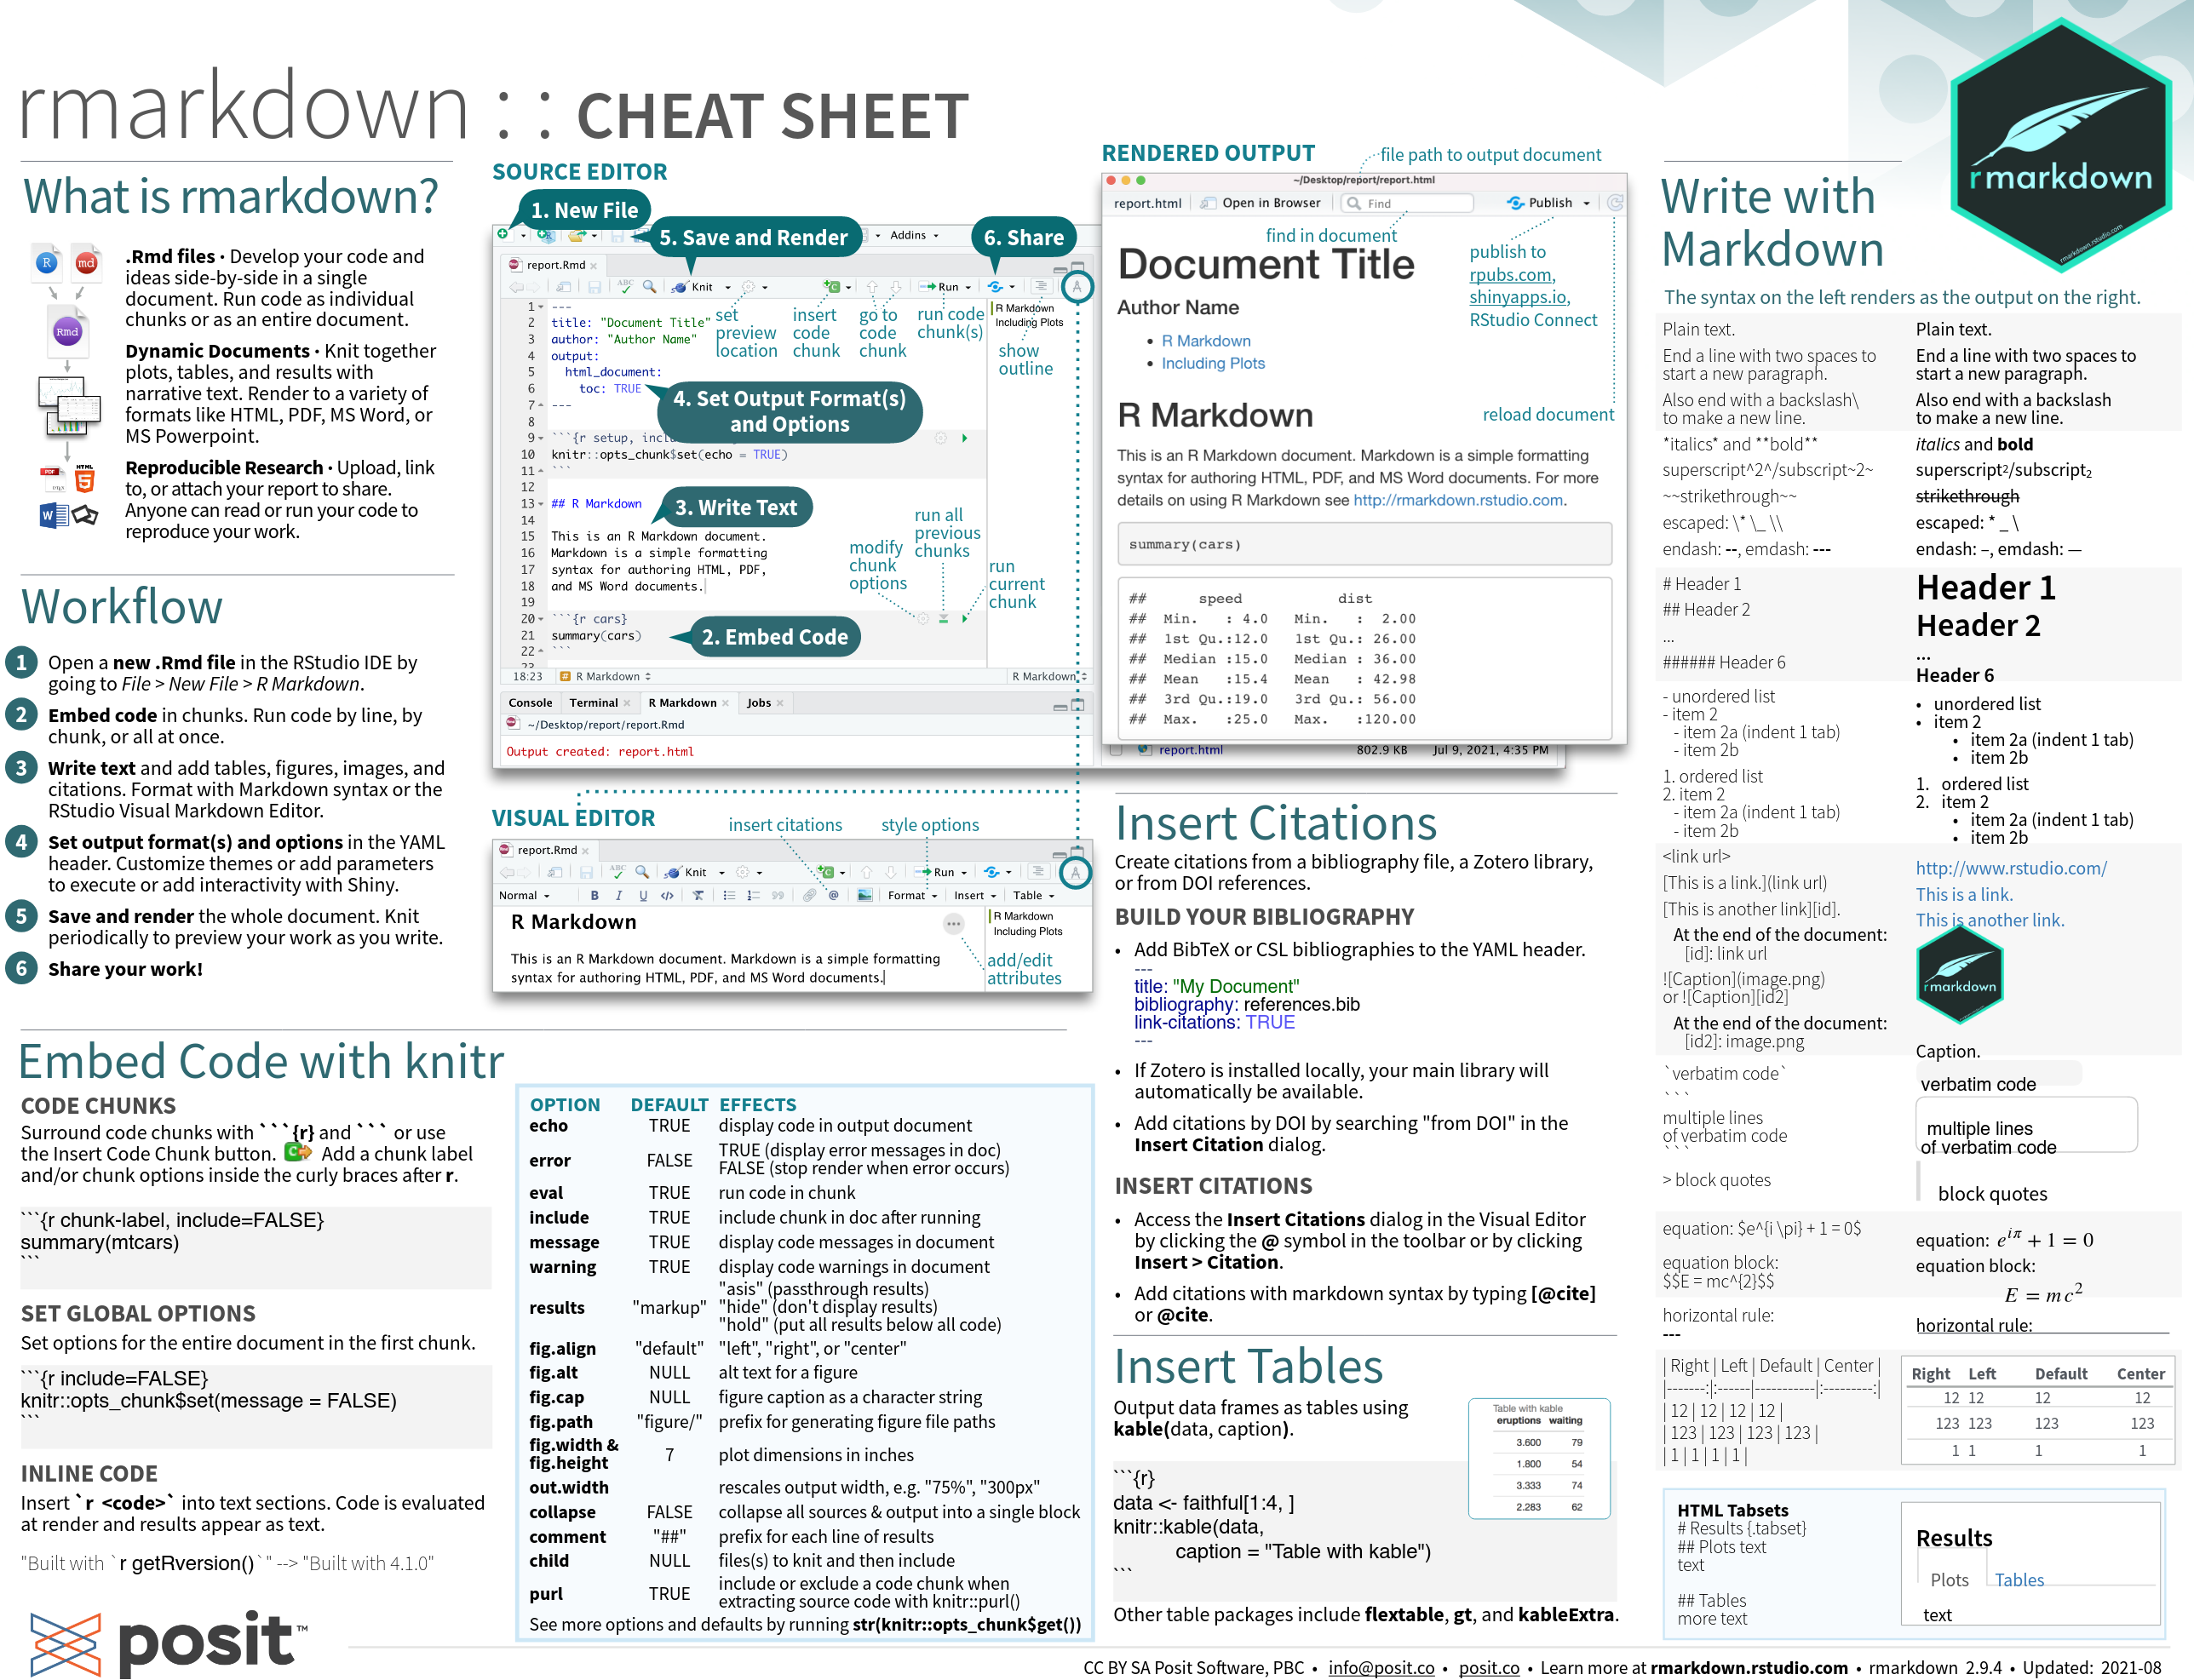 rmarkdown : : CHEAT SHEET
What is rmarkdown?
.Rmd files · Develop your code and
ideas side-by-side in a single
document. Run code as individual
chunks or as an entire document.
Dynamic Documents · Knit together
plots, tables, and results with
narrative text. Render to a variety of
formats like HTML, PDF, MS Word, or
MS Powerpoint.
Reproducible Research · Upload, link
to, or attach your report to share.
Anyone can read or run your code to
reproduce your work.
R
md
Rmd
PDF
HTML
Workflow
1 Open a new .Rmd file in the RStudio IDE by
going to File > New File > R Markdown.
2 Embed code in chunks. Run code by line, by
chunk, or all at once.
3 Write text and add tables, figures, images, and
citations. Format with Markdown syntax or the
RStudio Visual Markdown Editor.
4 Set output format(s) and options in the YAML
header. Customize themes or add parameters
to execute or add interactivity with Shiny.
5 Save and render the whole document. Knit
periodically to preview your work as you write.
6 Share your work!
SOURCE EDITOR
1. New File
5. Save and Render
Addins
6. Share
report.Rmd
Knit
Run
1 ---
2 title: "Document Title"
3 author: "Author Name"
4 output:
5 html_document:
6 toc: TRUE
7 ---
8
9 ```{r setup, incl
10 knitr::opts_chunk$set(echo = TRUE)
11 ```
12
13 ## R Markdown
14
15 This is an R Markdown document.
16 Markdown is a simple formatting
17 syntax for authoring HTML, PDF,
18 and MS Word documents.
19
20 ```{r cars}
21 summary(cars)
22 ```
23
set
preview
location
insert
code
chunk
go to
code
chunk
run code
chunk(s)
R Markdown
Including Plots
show
outline
4. Set Output Format(s)
and Options
3. Write Text
modify
chunk
options
run all
previous
chunks
run
current
chunk
2. Embed Code
18:23 # R Markdown
R Markdown
Console Terminal R Markdown Jobs
~/Desktop/report/report.Rmd
Output created: report.html
RENDERED OUTPUT
file path to output document
~/Desktop/report/report.html
report.html Open in Browser Find Publish
find in document
publish to
rpubs.com,
shinyapps.io,
RStudio Connect
reload document
Document Title
Author Name
• R Markdown
• Including Plots
R Markdown
This is an R Markdown document. Markdown is a simple formatting
syntax for authoring HTML, PDF, and MS Word documents. For more
details on using R Markdown see http://rmarkdown.rstudio.com.
summary(cars)
## speed dist
## Min. : 4.0 Min. : 2.00
## 1st Qu.:12.0 1st Qu.: 26.00
## Median :15.0 Median : 36.00
## Mean :15.4 Mean : 42.98
## 3rd Qu.:19.0 3rd Qu.: 56.00
## Max. :25.0 Max. :120.00
report.html 802.9 KB Jul 9, 2021, 4:35 PM
VISUAL EDITOR
insert citations
style options
report.Rmd
Knit
Run
Normal B I U </> Format Insert Table
R Markdown
R Markdown
Including Plots
This is an R Markdown document. Markdown is a simple formatting
syntax for authoring HTML, PDF, and MS Word documents.
add/edit
attributes
Embed Code with knitr
CODE CHUNKS
Surround code chunks with ```{r} and ``` or use
the Insert Code Chunk button. Add a chunk label
and/or chunk options inside the curly braces after r.
```{r chunk-label, include=FALSE}
summary(mtcars)
```
SET GLOBAL OPTIONS
Set options for the entire document in the first chunk.
```{r include=FALSE}
knitr::opts_chunk$set(message = FALSE)
```
INLINE CODE
Insert `r <code>` into text sections. Code is evaluated
at render and results appear as text.
"Built with `r getRversion()`" --> "Built with 4.1.0"
OPTION DEFAULT EFFECTS
echo TRUE display code in output document
error FALSE TRUE (display error messages in doc)
FALSE (stop render when error occurs)
eval TRUE run code in chunk
include TRUE include chunk in doc after running
message TRUE display code messages in document
warning TRUE display code warnings in document
results "markup" "asis" (passthrough results)
"hide" (don't display results)
"hold" (put all results below all code)
fig.align "default" "left", "right", or "center"
fig.alt NULL alt text for a figure
fig.cap NULL figure caption as a character string
fig.path "figure/" prefix for generating figure file paths
fig.width &
fig.height 7 plot dimensions in inches
out.width rescales output width, e.g. "75%", "300px"
collapse FALSE collapse all sources & output into a single block
comment "##" prefix for each line of results
child NULL files(s) to knit and then include
purl TRUE include or exclude a code chunk when
extracting source code with knitr::purl()
See more options and defaults by running str(knitr::opts_chunk$get())
Insert Citations
Create citations from a bibliography file, a Zotero library,
or from DOI references.
BUILD YOUR BIBLIOGRAPHY
• Add BibTeX or CSL bibliographies to the YAML header.
---
title: "My Document"
bibliography: references.bib
link-citations: TRUE
---
• If Zotero is installed locally, your main library will
automatically be available.
• Add citations by DOI by searching "from DOI" in the
Insert Citation dialog.
INSERT CITATIONS
• Access the Insert Citations dialog in the Visual Editor
by clicking the @ symbol in the toolbar or by clicking
Insert > Citation.
• Add citations with markdown syntax by typing [@cite]
or @cite.
Insert Tables
Output data frames as tables using
kable(data, caption).
Table with kable
eruptions waiting
3.600 79
1.800 54
3.333 74
2.283 62
```{r}
data <- faithful[1:4, ]
knitr::kable(data,
caption = "Table with kable")
```
Other table packages include flextable, gt, and kableExtra.
rmarkdown
rmarkdown.rstudio.com
Write with
Markdown
The syntax on the left renders as the output on the right.
Plain text.
End a line with two spaces to
start a new paragraph.
Also end with a backslash\
to make a new line.
*italics* and **bold**
superscript^2^/subscript~2~
~~strikethrough~~
escaped: \* \_ \\
endash: --, emdash: ---
# Header 1
## Header 2
...
###### Header 6
- unordered list
- item 2
- item 2a (indent 1 tab)
- item 2b
1. ordered list
2. item 2
- item 2a (indent 1 tab)
- item 2b
<link url>
[This is a link.](link url)
[This is another link][id].
At the end of the document:
[id]: link url
![Caption](image.png)
or ![Caption][id2]
At the end of the document:
[id2]: image.png
`verbatim code`
```
multiple lines
of verbatim code
```
> block quotes
equation: $e^{i \pi} + 1 = 0$
equation block:
$$E = mc^{2}$$
horizontal rule:
---
| Right | Left | Default | Center |
|-------:|:------|-----------|:---------:|
| 12 | 12 | 12 | 12 |
| 123 | 123 | 123 | 123 |
| 1 | 1 | 1 | 1 |
Plain text.
End a line with two spaces to
start a new paragraph.
Also end with a backslash
to make a new line.
italics and bold
superscript²/subscript₂
strikethrough
escaped: * _ \
endash: –, emdash: —
Header 1
Header 2
...
Header 6
• unordered list
• item 2
• item 2a (indent 1 tab)
• item 2b
1. ordered list
2. item 2
• item 2a (indent 1 tab)
• item 2b
http://www.rstudio.com/
This is a link.
This is another link.
rmarkdown
Caption.
verbatim code
multiple lines
of verbatim code
block quotes
equation: e^{iπ} + 1 = 0
equation block:
E = mc²
horizontal rule:
Right Left Default Center
12 12 12 12
123 123 123 123
1 1 1 1
HTML Tabsets
# Results {.tabset}
## Plots text
text
## Tables
more text
Results
Plots Tables
text
posit™
CC BY SA Posit Software, PBC • info@posit.co • posit.co • Learn more at rmarkdown.rstudio.com • rmarkdown 2.9.4 • Updated: 2021-08